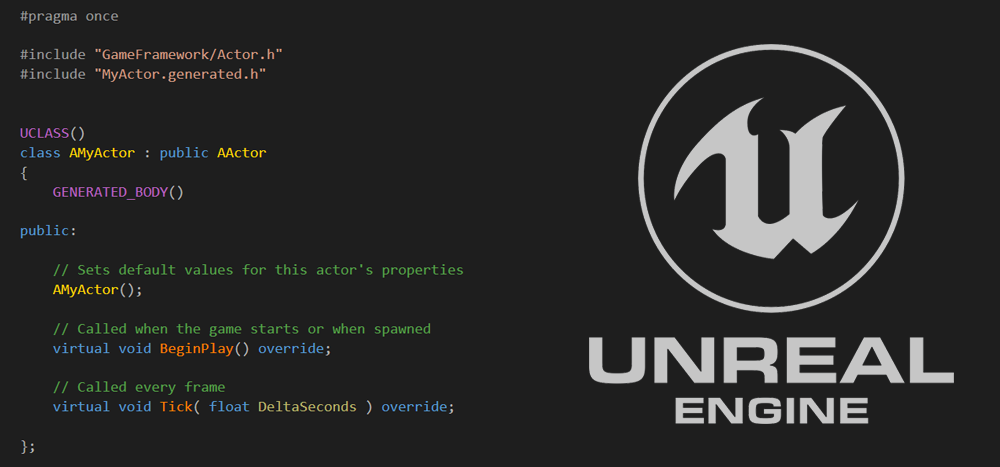 #pragma once
#include "GameFramework/Actor.h"
#include "MyActor.generated.h"
UCLASS()
class AMyActor : public AActor
{
GENERATED_BODY()
public:
// Sets default values for this actor's properties
AMyActor();
// Called when the game starts or when spawned
virtual void BeginPlay() override;
// Called every frame
virtual void Tick( float DeltaSeconds ) override;
};
UNREAL
ENGINE